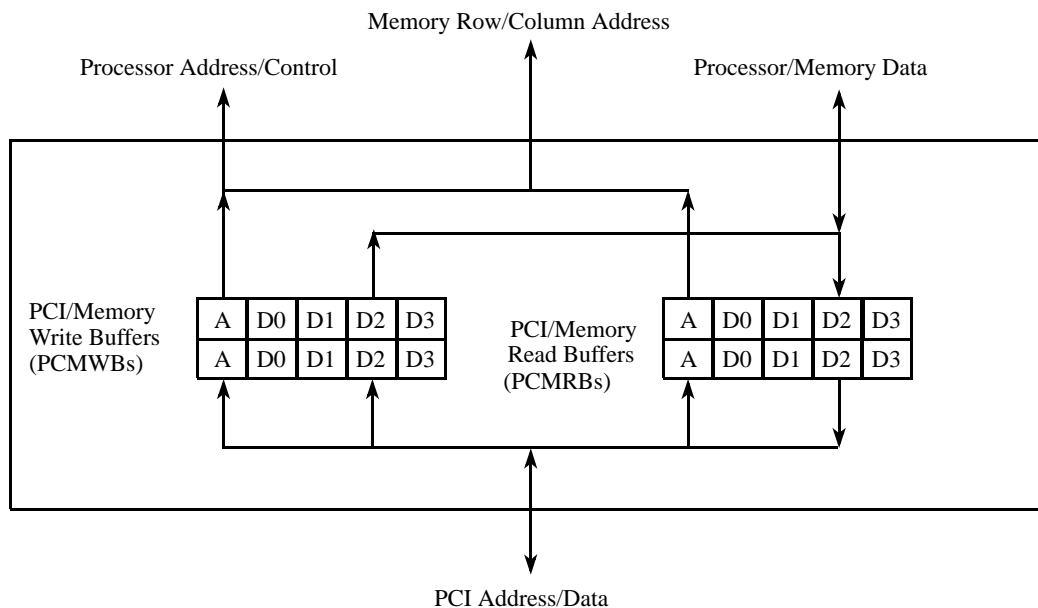 Memory Row/Column Address
Processor Address/Control
Processor/Memory Data
PCI/Memory
Write Buffers
(PCMWBs)
A D0 D1 D2 D3
A D0 D1 D2 D3
PCI/Memory
Read Buffers
(PCMRBs)
A D0 D1 D2 D3
A D0 D1 D2 D3
PCI Address/Data